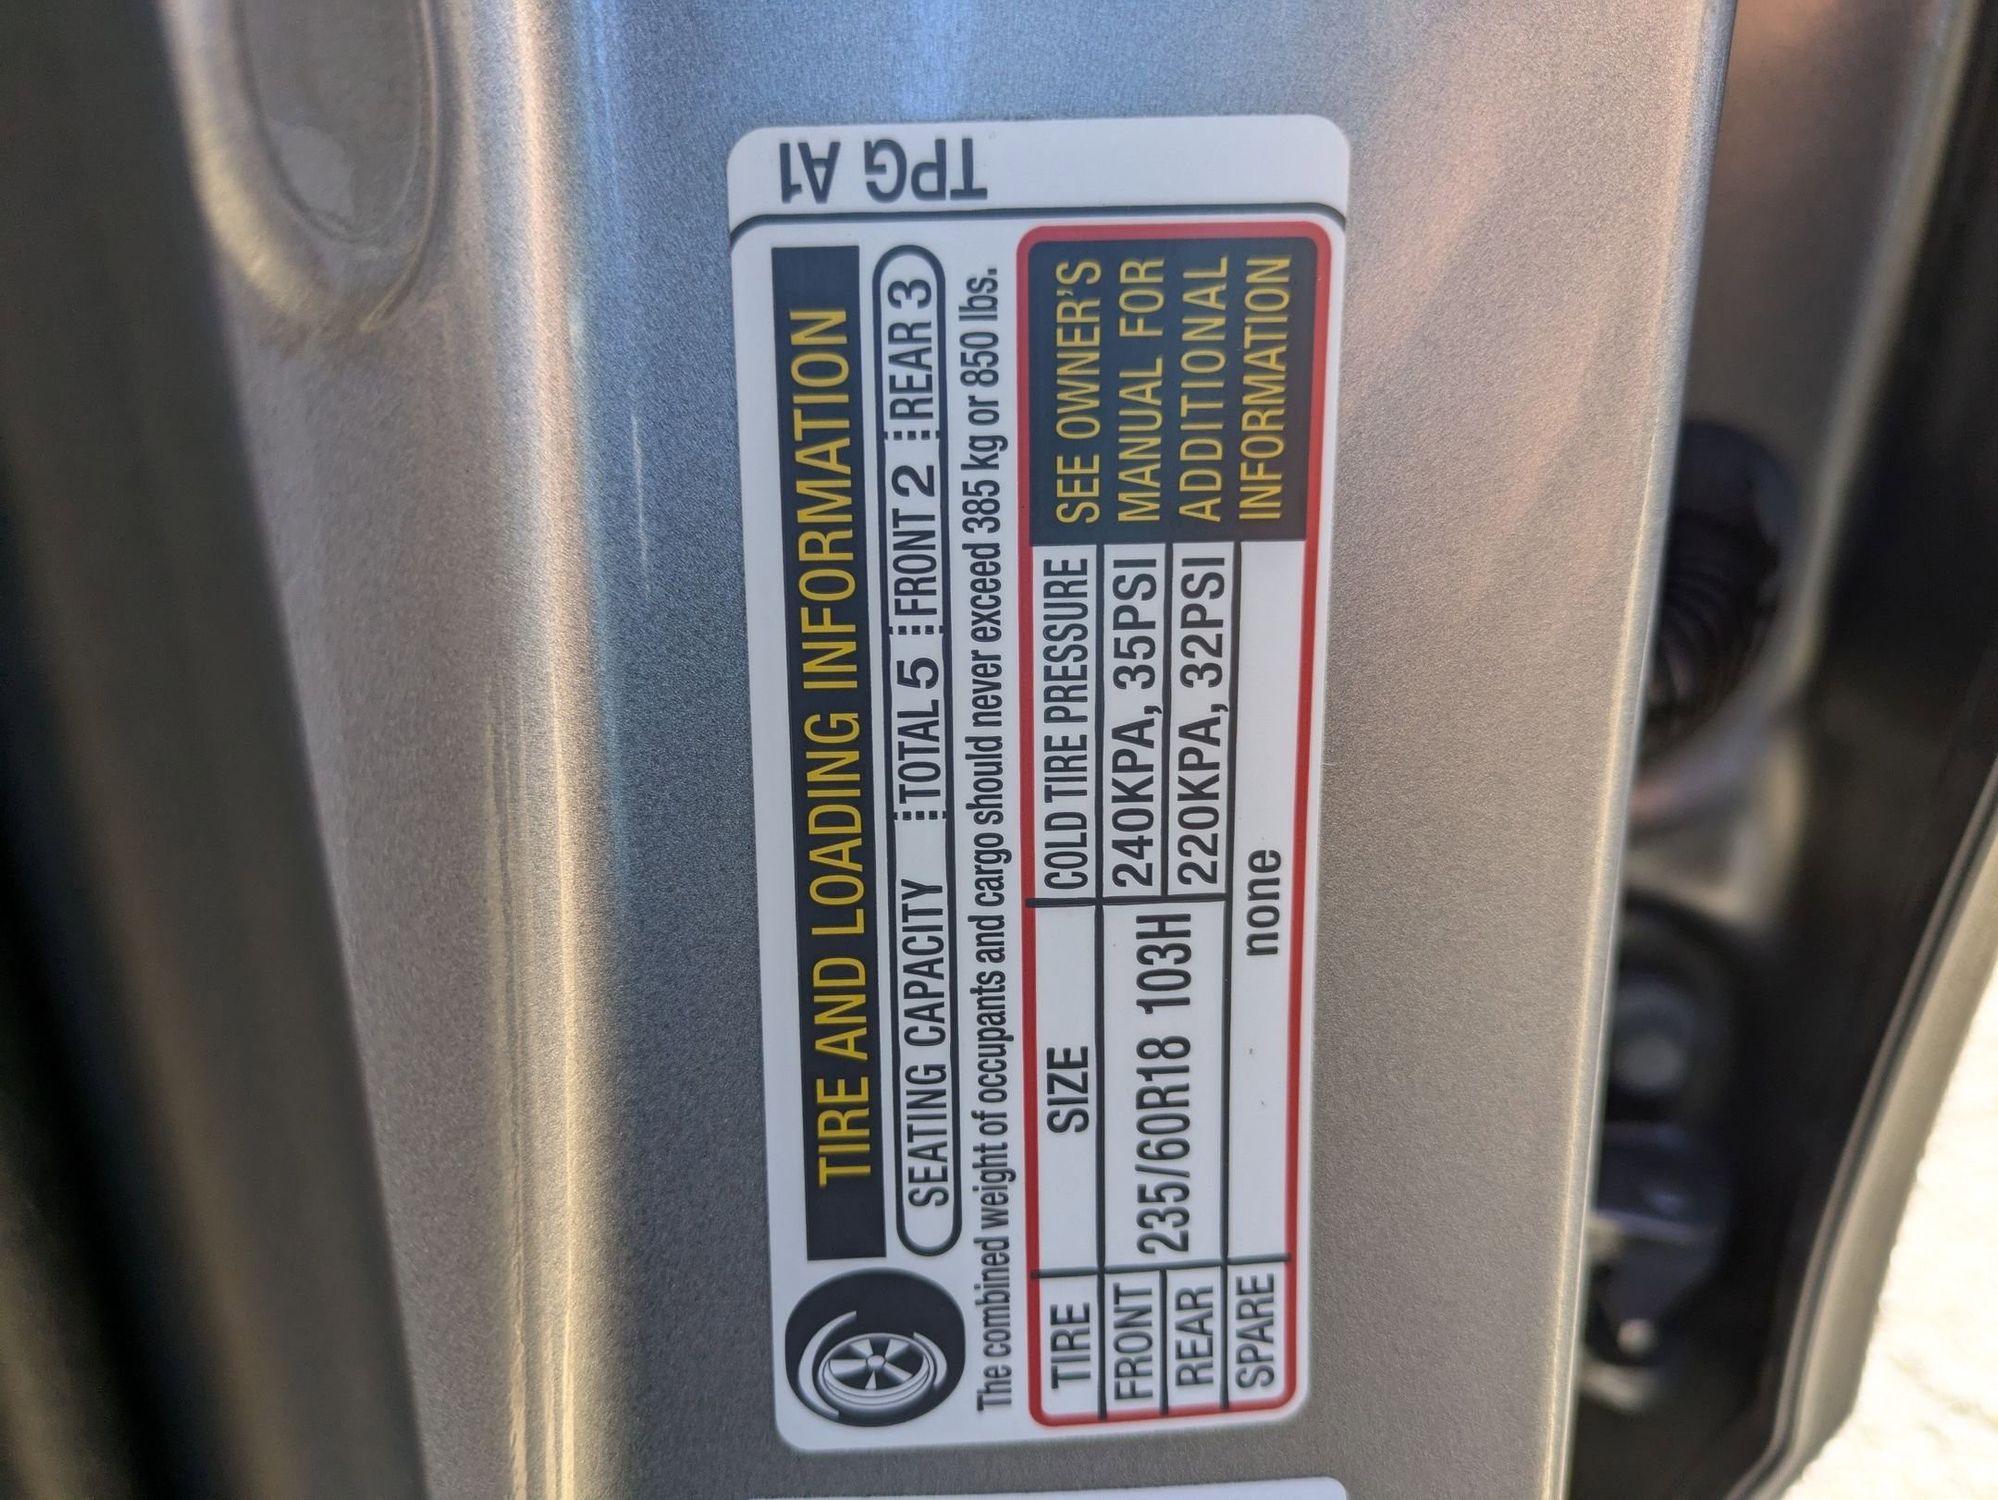 TIRE AND LOADING INFORMATION
SEATING CAPACITY TOTAL 5 FRONT 2 REAR 3
The combined weight of occupants and cargo should never exceed 385 kg or 850 lbs.
TIRE SIZE COLD TIRE PRESSURE
FRONT 235/60R18 103H 240KPA, 35PSI
REAR 220KPA, 32PSI
SPARE none
SEE OWNER'S
MANUAL FOR
ADDITIONAL
INFORMATION
TPG A1